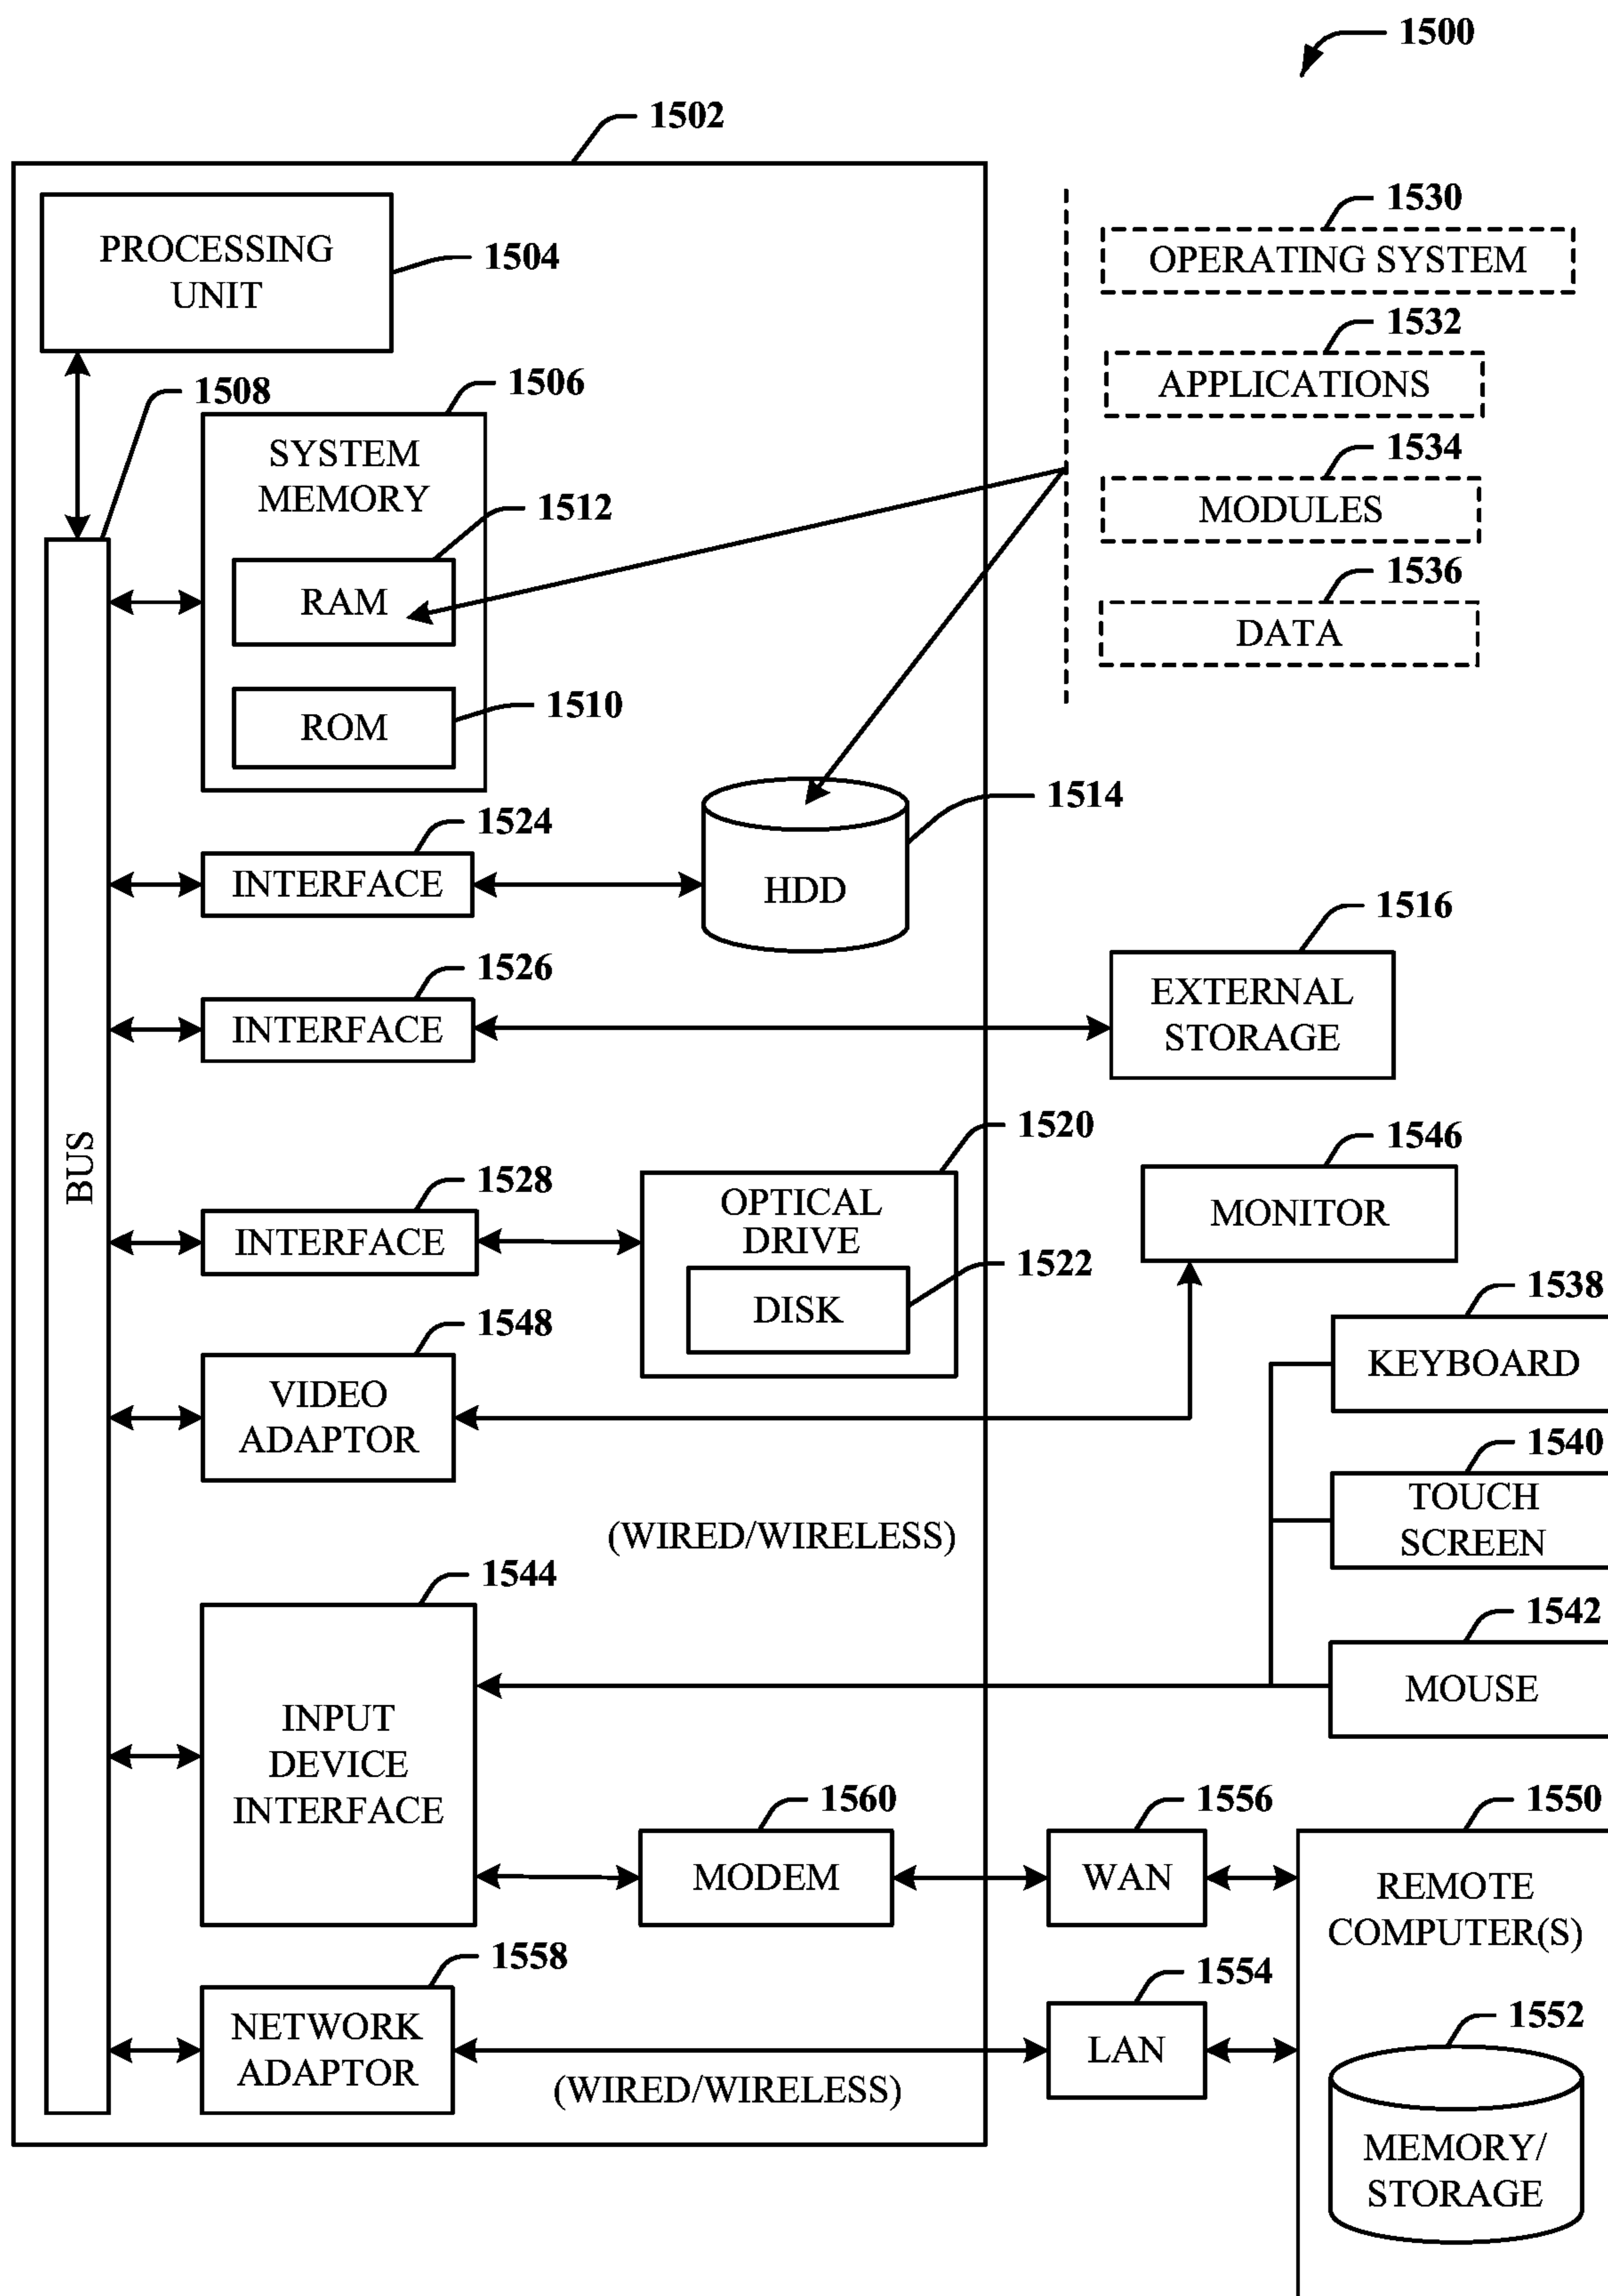 1500
1502
PROCESSING
UNIT
1504
1530
OPERATING SYSTEM
1532
APPLICATIONS
1534
MODULES
1536
DATA
1508
1506
SYSTEM
MEMORY
1512
RAM
1510
ROM
BUS
1524
INTERFACE
1514
HDD
1526
INTERFACE
1516
EXTERNAL
STORAGE
1528
INTERFACE
1520
OPTICAL
DRIVE
1522
DISK
1546
MONITOR
1548
VIDEO
ADAPTOR
1538
KEYBOARD
1540
TOUCH
SCREEN
(WIRED/WIRELESS)
1542
MOUSE
1544
INPUT
DEVICE
INTERFACE
1560
MODEM
1556
WAN
1550
REMOTE
COMPUTER(S)
1558
NETWORK
ADAPTOR
(WIRED/WIRELESS)
1554
LAN
1552
MEMORY/
STORAGE